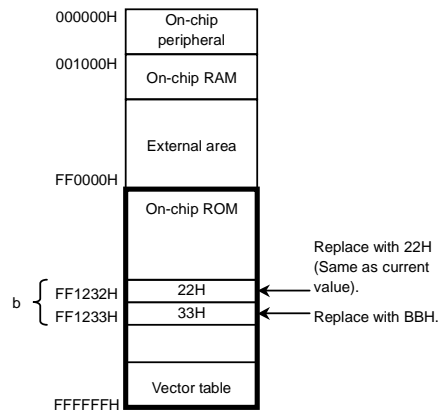 000000H
On-chip
peripheral
001000H
On-chip RAM
External area
FF0000H
On-chip ROM
Replace with 22H
(Same as current
value).
b
FF1232H
22H
FF1233H
33H
Replace with BBH.
Vector table
FFFFFFH